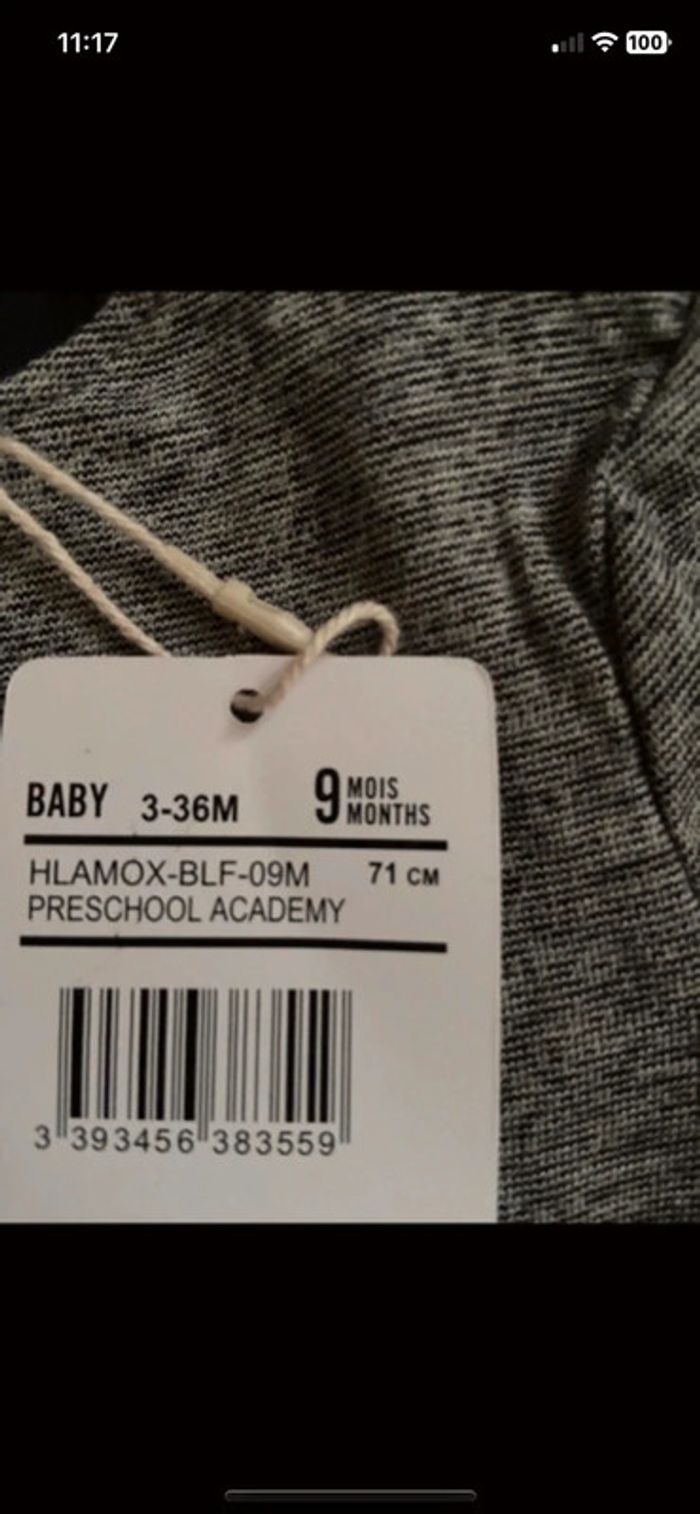 11:17
100
BABY 3-36M 9 MOIS
MONTHS
HLAMOX-BLF-09M 71 CM
PRESCHOOL ACADEMY
3 393456 383559